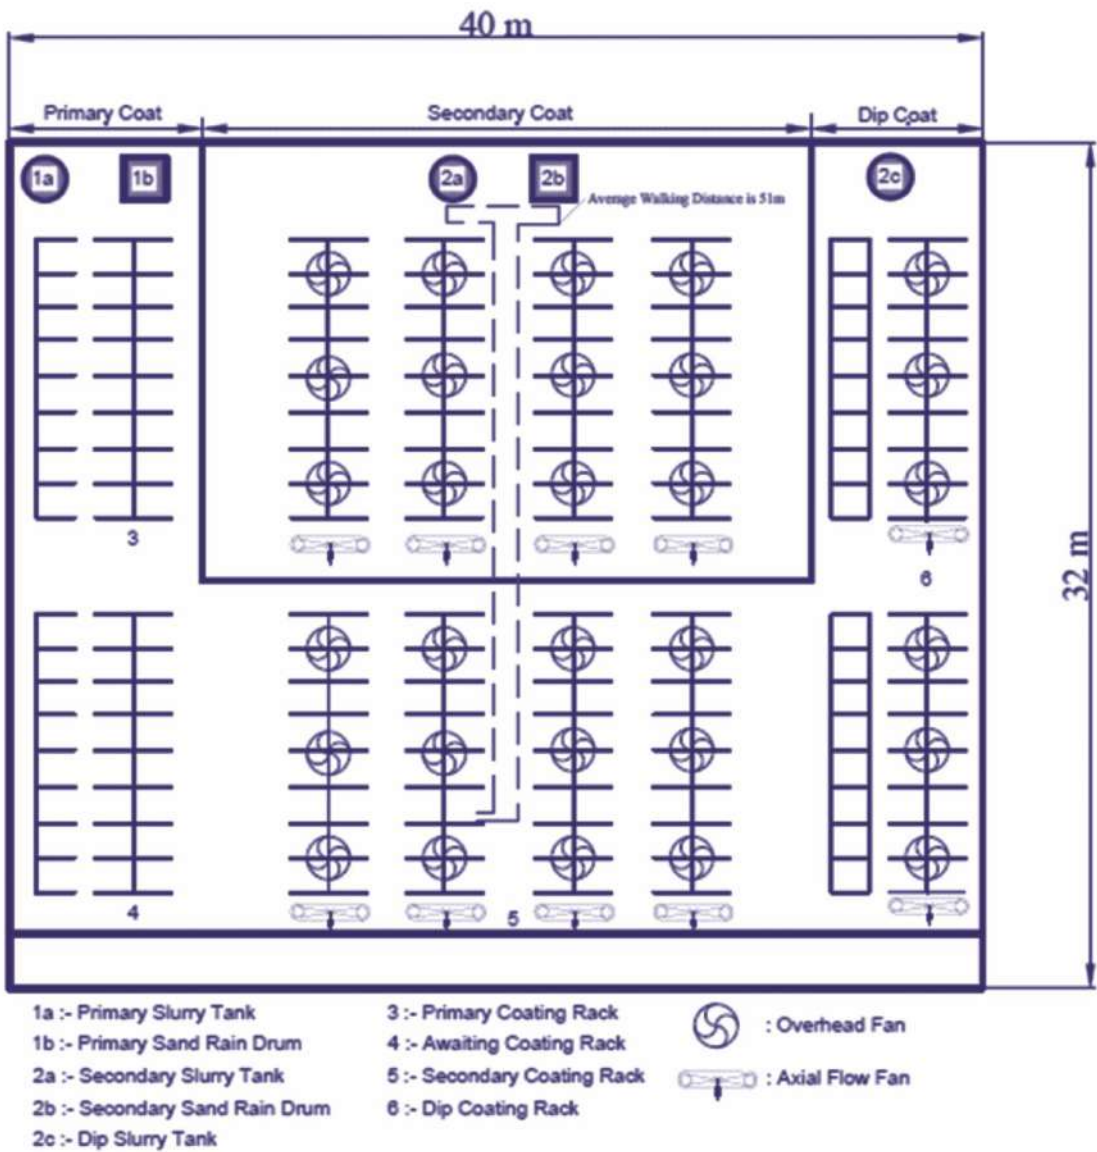 40 m
Primary Coat
Secondary Coat
Dip Coat
1a
1b
2a
2b
2c
Average Walking Distance is 51m
3
6
32 m
4
5
1a :- Primary Slurry Tank
1b :- Primary Sand Rain Drum
2a :- Secondary Slurry Tank
2b :- Secondary Sand Rain Drum
2c :- Dip Slurry Tank
3 :- Primary Coating Rack
4 :- Awaiting Coating Rack
5 :- Secondary Coating Rack
6 :- Dip Coating Rack
: Overhead Fan
: Axial Flow Fan